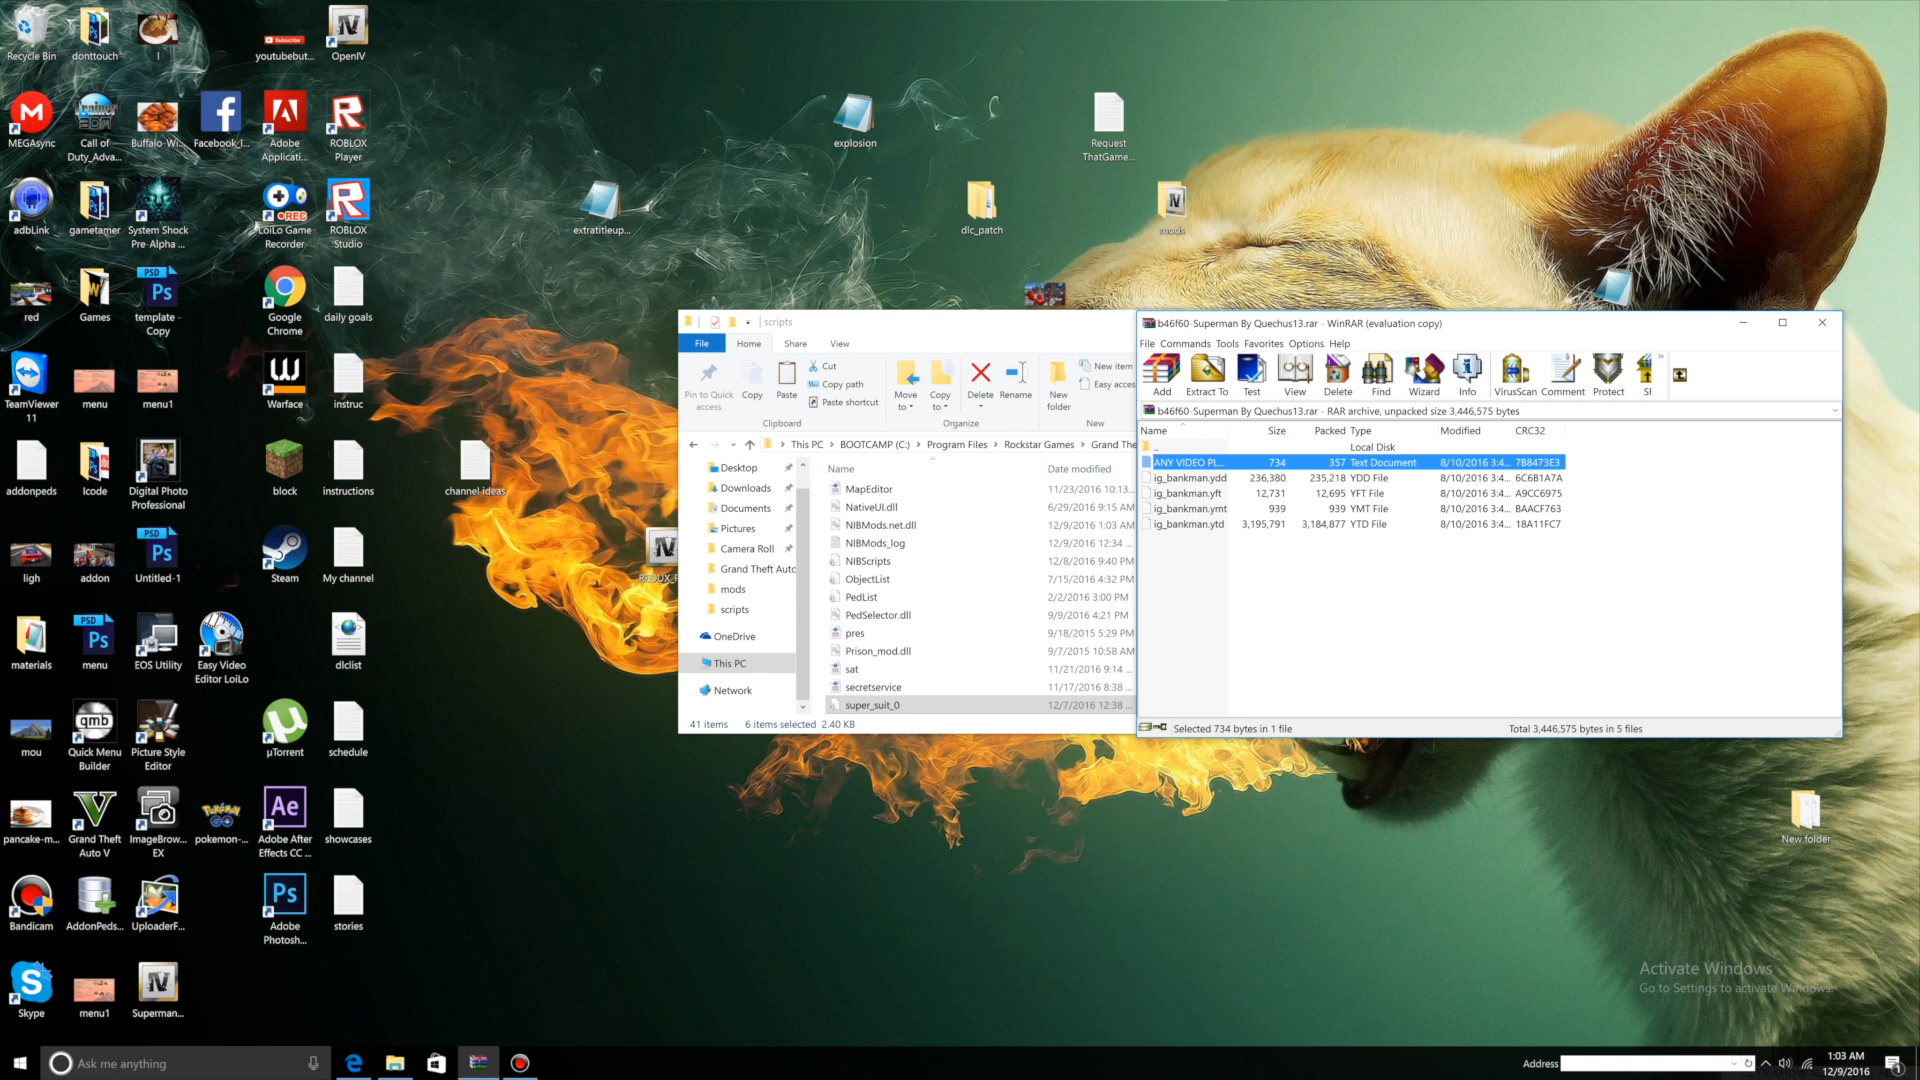 Recycle Bin
donttouch
I
youtubebut...
OpenIV
MEGAsync
Call of
Duty_Adva...
Buffalo-Wi...
Facebook_I...
Adobe
Applicati...
ROBLOX
Player
explosion
Request
ThatGame...
adbLink
gametamer
System Shock
Pre-Alpha ...
LoiLo Game
Recorder
ROBLOX
Studio
extratitleup...
dlc_patch
mods
red
Games
template -
Copy
Google
Chrome
daily goals
TeamViewer
11
menu
menu1
Warface
instruc
addonpeds
Icode
Digital Photo
Professional
block
instructions
channel ideas
ligh
addon
Untitled-1
Steam
My channel
materials
menu
EOS Utility
Easy Video
Editor LoiLo
dlclist
mou
Quick Menu
Builder
Picture Style
Editor
µTorrent
schedule
pancake-m...
Grand Theft
Auto V
ImageBrow...
EX
pokemon-...
Adobe After
Effects CC ...
showcases
Bandicam
AddonPeds...
UploaderF...
Adobe
Photosh...
stories
Skype
menu1
Superman...
scripts
File Home Share View
Pin to Quick
access
Copy
Paste
Cut
Copy path
Paste shortcut
Move
to
Copy
to
Delete
Rename
New
folder
New item
Easy acces
Clipboard Organize New
This PC > BOOTCAMP (C:) > Program Files > Rockstar Games > Grand The
Desktop
Downloads
Documents
Pictures
Camera Roll
Grand Theft Auto
mods
scripts
OneDrive
This PC
Network
Name Date modified
MapEditor 11/23/2016 10:13...
NativeUI.dll 6/29/2016 9:15 AM
NIBMods.net.dll 12/9/2016 1:03 AM
NIBMods_log 12/9/2016 12:34 ...
NIBScripts 12/8/2016 9:40 PM
ObjectList 7/15/2016 4:32 PM
PedList 2/2/2016 3:00 PM
PedSelector.dll 9/9/2016 4:21 PM
pres 9/18/2015 5:29 PM
Prison_mod.dll 9/7/2015 10:58 AM
sat 11/21/2016 9:14 ...
secretservice 11/17/2016 8:38 ...
super_suit_0 12/7/2016 12:38 ...
41 items 6 items selected 2.40 KB
b46f60-Superman By Quechus13.rar - WinRAR (evaluation copy)
File Commands Tools Favorites Options Help
Add Extract To Test View Delete Find Wizard Info VirusScan Comment Protect SF
b46f60-Superman By Quechus13.rar - RAR archive, unpacked size 3,446,575 bytes
Name Size Packed Type Modified CRC32
.. Local Disk
ANY VIDEO PL... 734 357 Text Document 8/10/2016 3:4... 7B8473E3
ig_bankman.ydd 236,380 235,218 YDD File 8/10/2016 3:4... 6C6B1A7A
ig_bankman.yft 12,731 12,695 YFT File 8/10/2016 3:4... A9CC6975
ig_bankman.ymt 939 939 YMT File 8/10/2016 3:4... BAACF763
ig_bankman.ytd 3,195,791 3,184,877 YTD File 8/10/2016 3:4... 18A11FC7
Selected 734 bytes in 1 file
Total 3,446,575 bytes in 5 files
New folder
Activate Windows
Go to Settings to activate Windows.
Ask me anything
Address
1:03 AM
12/9/2016
1